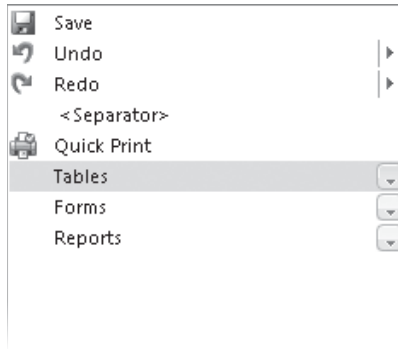 Save
Undo
Redo
<Separator>
Quick Print
Tables
Forms
Reports